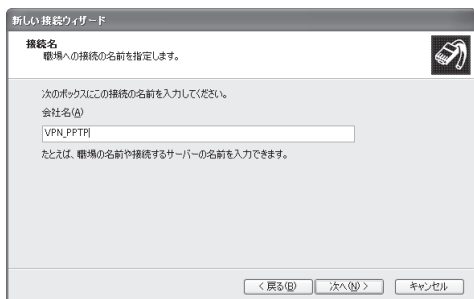 新しい接続ウィザード
接続名
職場への接続の名前を指定します。
次のボックスにこの接続の名前を入力してください。
会社名(A)
VPN_PPTP
たとえば、職場の名前や接続するサーバーの名前を入力できます。
< 戻る(B) 次へ(N) > キャンセル